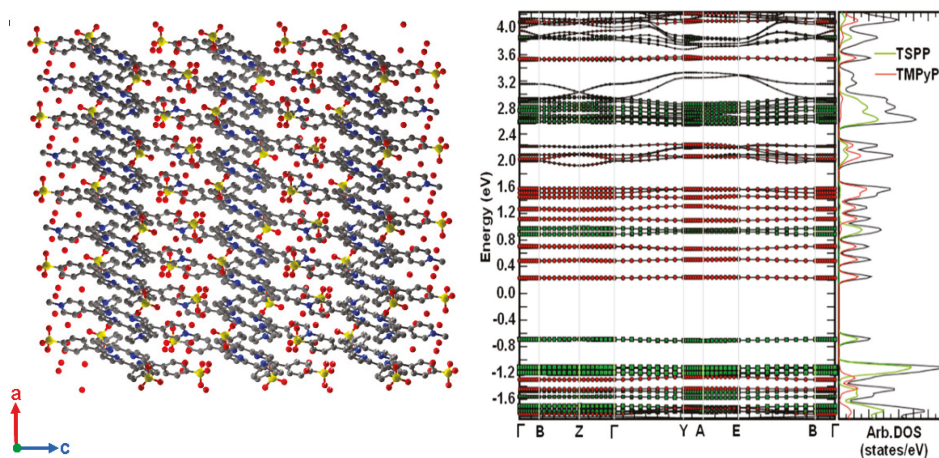 a
c
Energy (eV)
4.0
3.6
3.2
2.8
2.4
2.0
1.6
1.2
0.8
0.4
0.0
-0.4
-0.8
-1.2
-1.6
Γ B Z Γ Y A E B Γ
TSPP
TMPyP
Arb.DOS
(states/eV)